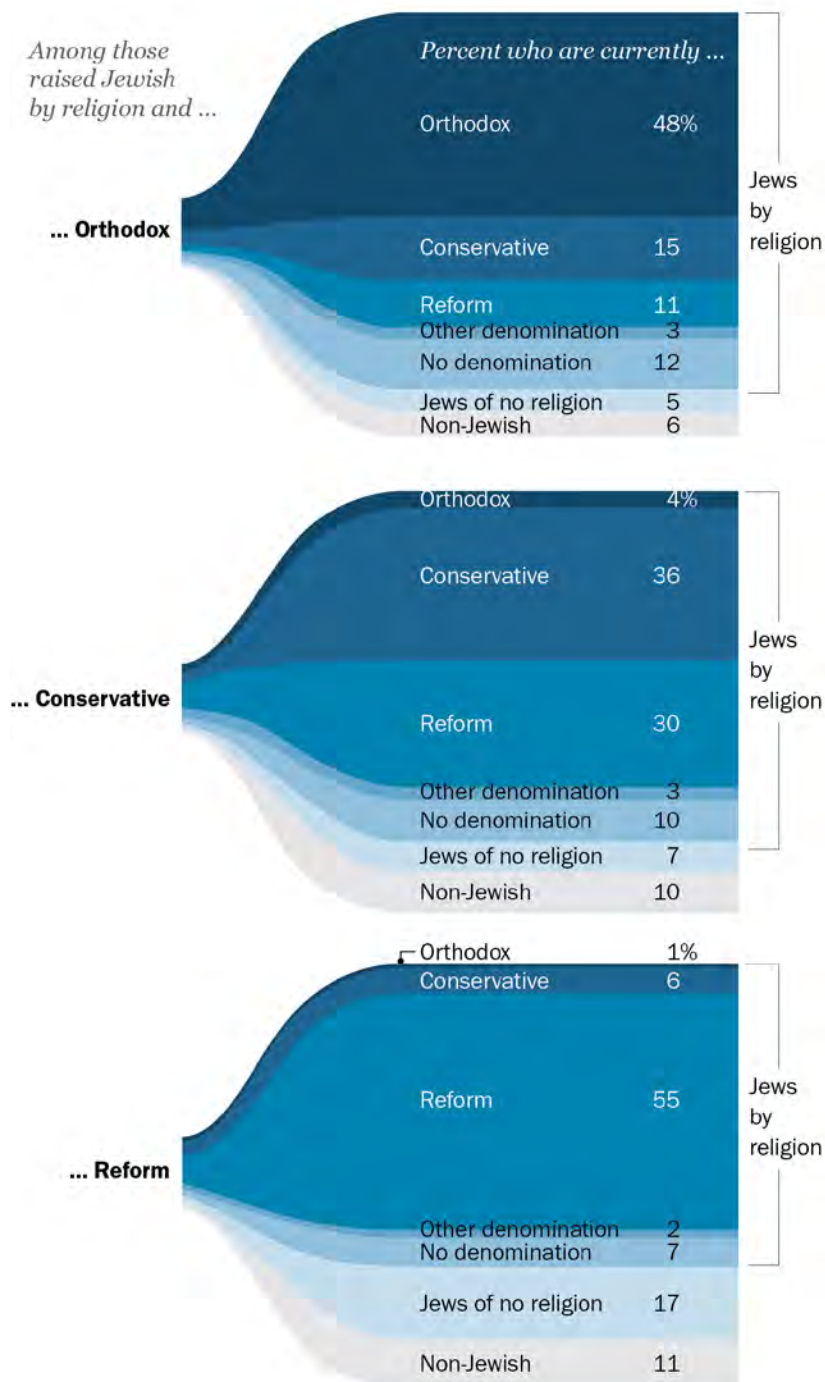 Among those
raised Jewish
by religion and ...
Percent who are currently ...
... Orthodox
Orthodox 48%
Conservative 15
Reform 11
Other denomination 3
No denomination 12
Jews of no religion 5
Non-Jewish 6
Jews
by
religion
... Conservative
Orthodox 4%
Conservative 36
Reform 30
Other denomination 3
No denomination 10
Jews of no religion 7
Non-Jewish 10
Jews
by
religion
... Reform
Orthodox 1%
Conservative 6
Reform 55
Other denomination 2
No denomination 7
Jews of no religion 17
Non-Jewish 11
Jews
by
religion